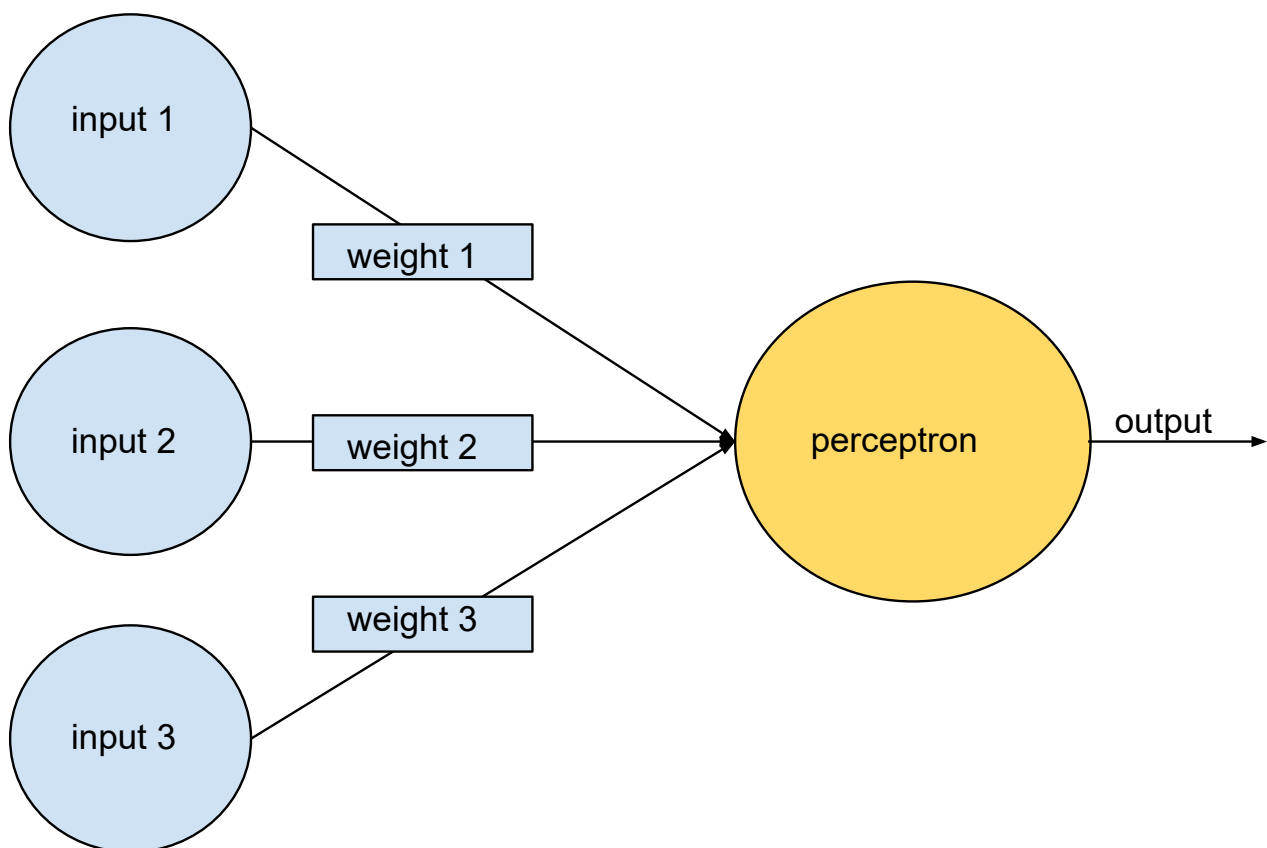 input 1
weight 1
input 2
weight 2
perceptron
output
weight 3
input 3